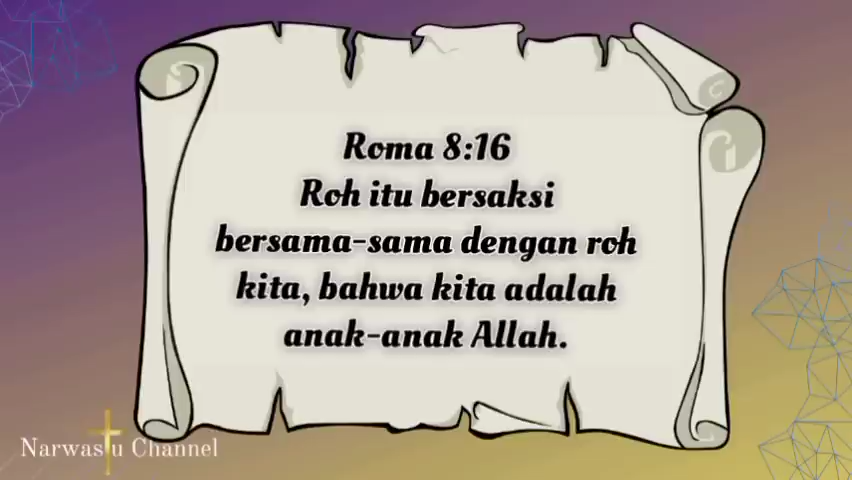 Roma 8:16
Roh itu bersaksi
bersama-sama dengan roh
kita, bahwa kita adalah
anak-anak Allah.
Narwastu Channel